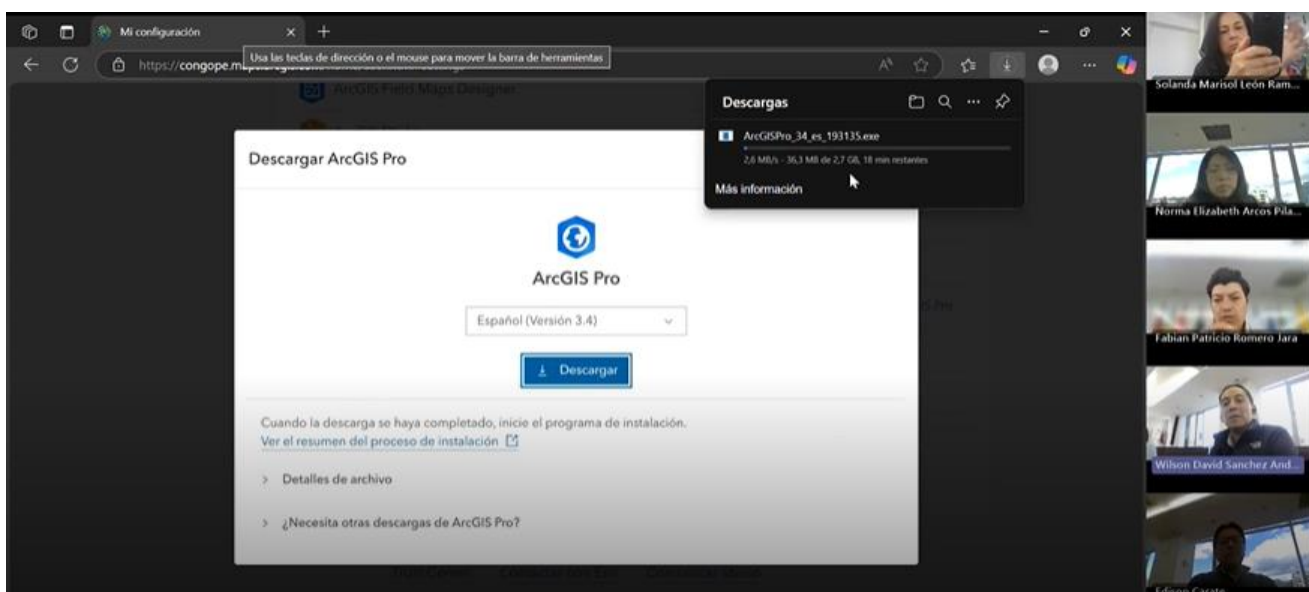 Mi configuración
Usa las teclas de dirección o el mouse para mover la barra de herramientas
https://congope.m
ArcGIS Field Maps Designer
Descargas
ArcGISPro_34_es_193135.exe
2,6 MB/s - 36,3 MB de 2,7 GB, 18 min restantes
Más información
Descargar ArcGIS Pro
ArcGIS Pro
Español (Versión 3.4)
Descargar
Cuando la descarga se haya completado, inicie el programa de instalación.
Ver el resumen del proceso de instalación
Detalles de archivo
¿Necesita otras descargas de ArcGIS Pro?
Solanda Marisol León Ram...
Norma Elizabeth Arcos Pila...
Fabian Patricio Romero Jara
Wilson David Sanchez And...